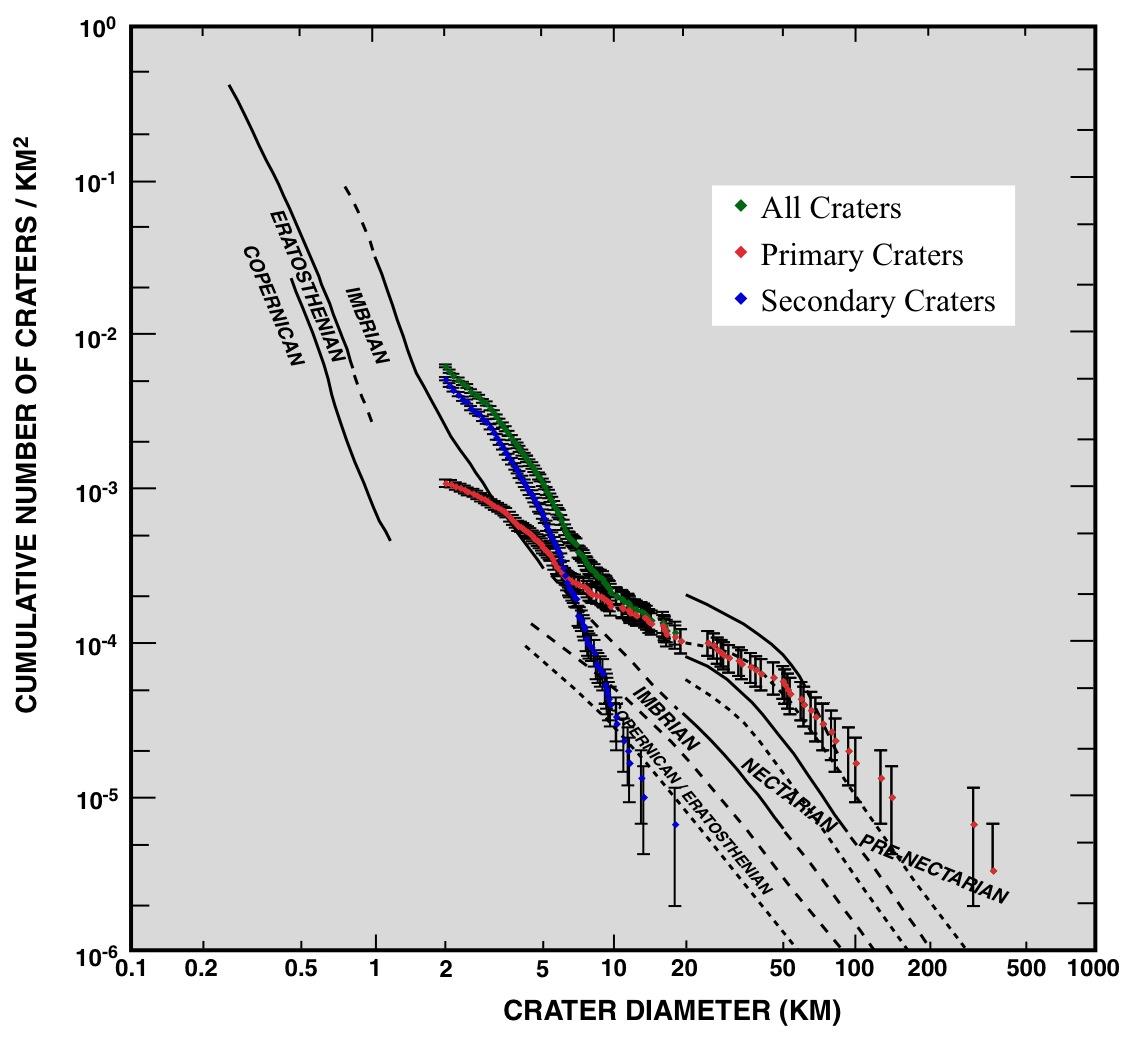 10⁰
10⁻¹
10⁻²
10⁻³
10⁻⁴
10⁻⁵
10⁻⁶
CUMULATIVE NUMBER OF CRATERS / KM²
All Craters
Primary Craters
Secondary Craters
COPERNICAN
ERATOSTHENIAN
IMBRIAN
IMBRIAN
OPERNICAN / ERATOSTHENIAN
NECTARIAN
PRE-NECTARIAN
0.1 0.2 0.5 1 2 5 10 20 50 100 200 500 1000
CRATER DIAMETER (KM)